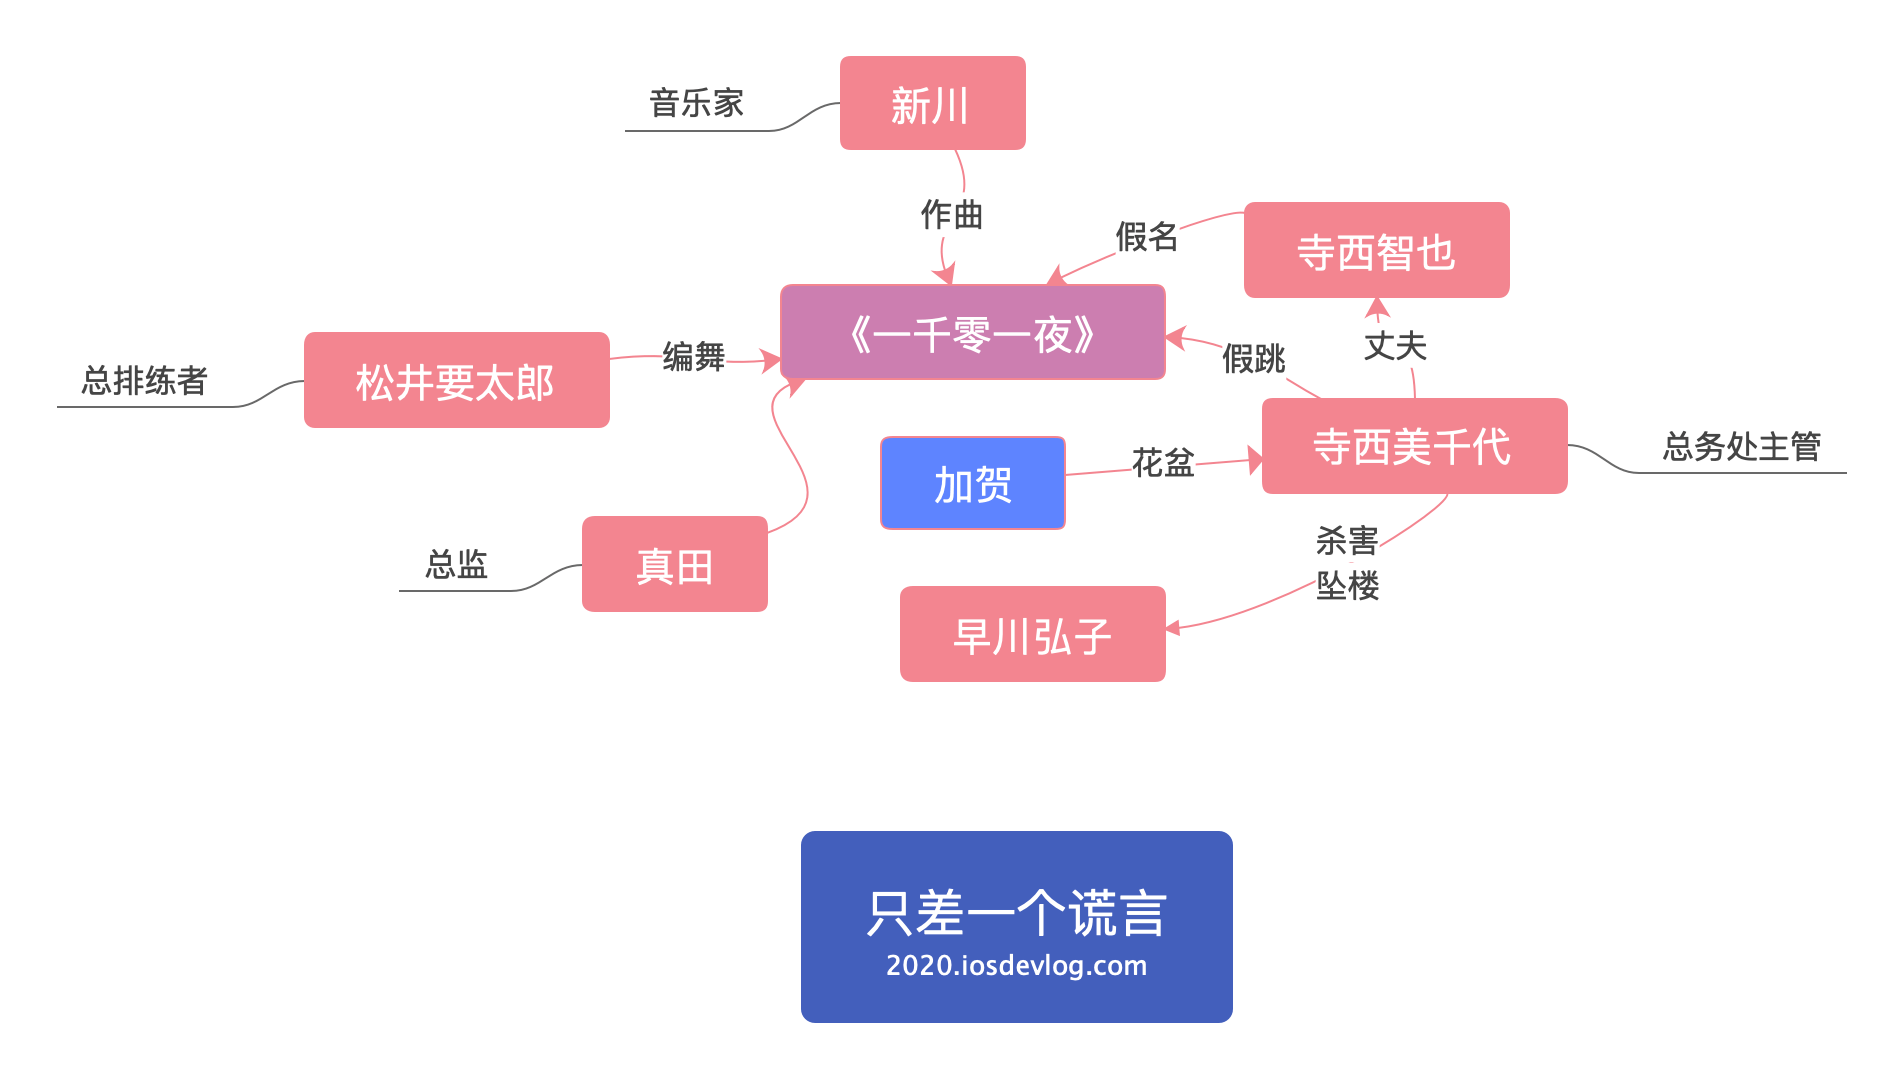 新川
音乐家
作曲
假名
寺西智也
《一千零一夜》
丈夫
假跳
编舞
松井要太郎
总排练者
寺西美千代
总务处主管
花盆
加贺
真田
总监
杀害
坠楼
早川弘子
只差一个谎言
2020.iosdevlog.com